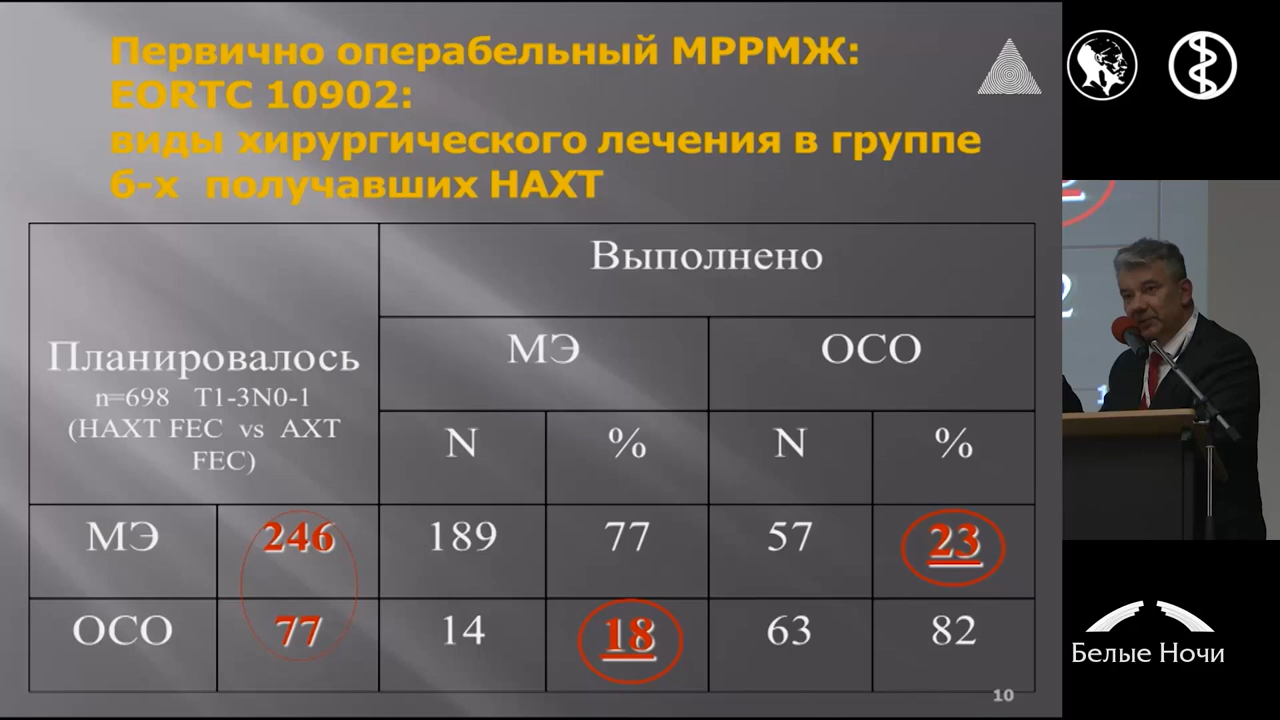 Первично операбельный МРРМЖ:
EORTC 10902:
виды хирургического лечения в группе
б-х получавших НАХТ
Выполнено
Планировалось
n=698 T1-3N0-1
(НАХТ FEC vs АХТ
FEC)
МЭ ОСО
N % N %
МЭ 246 189 77 57 23
ОСО 77 14 18 63 82
10
Белые Ночи